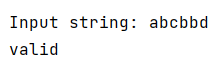 Input string: abcbbd
valid